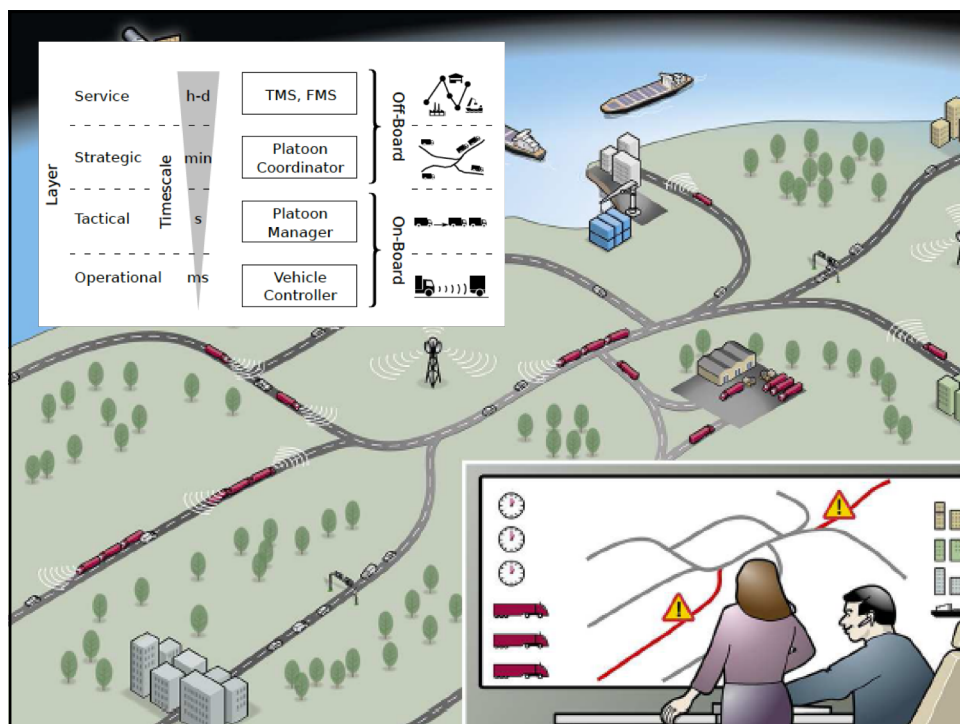 Layer
Timescale
Service
h-d
TMS, FMS
Strategic
min
Platoon
Coordinator
Off-Board
Tactical
s
Platoon
Manager
Operational
ms
Vehicle
Controller
On-Board